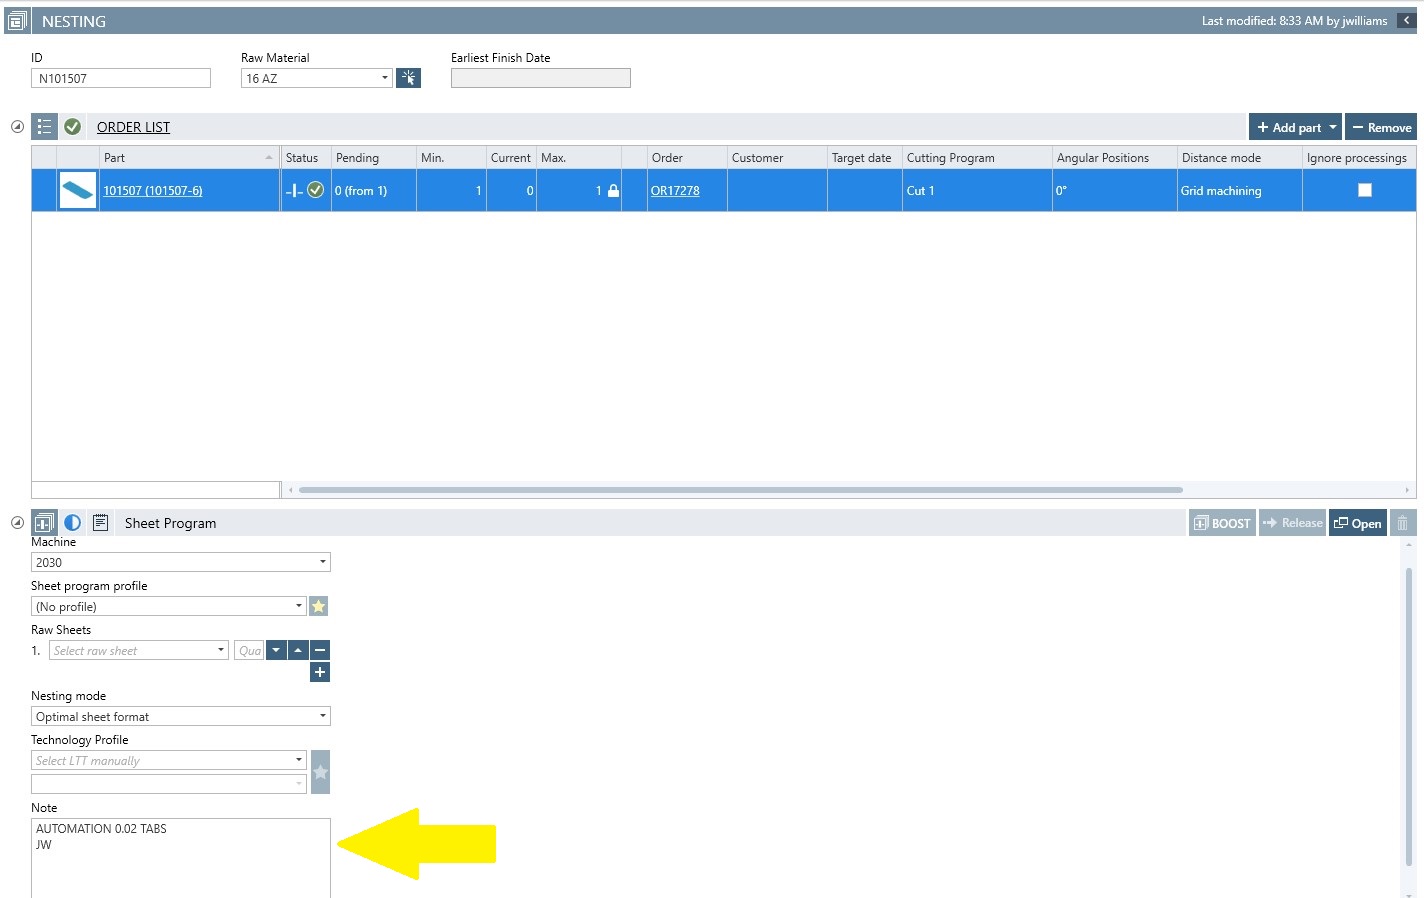 NESTING
Last modified: 8:33 AM by jwilliams
ID Raw Material Earliest Finish Date
N101507 16 AZ
ORDER LIST
Add part Remove
Part Status Pending Min. Current Max. Order Customer Target date Cutting Program Angular Positions Distance mode Ignore processings
101507 (101507-6) 0 (from 1) 1 0 1 OR17278 Cut 1 0° Grid machining
Sheet Program
BOOST Release Open
Machine
2030
Sheet program profile
(No profile)
Raw Sheets
1. Select raw sheet Qua
Nesting mode
Optimal sheet format
Technology Profile
Select LTT manually
Note
AUTOMATION 0.02 TABS
JW